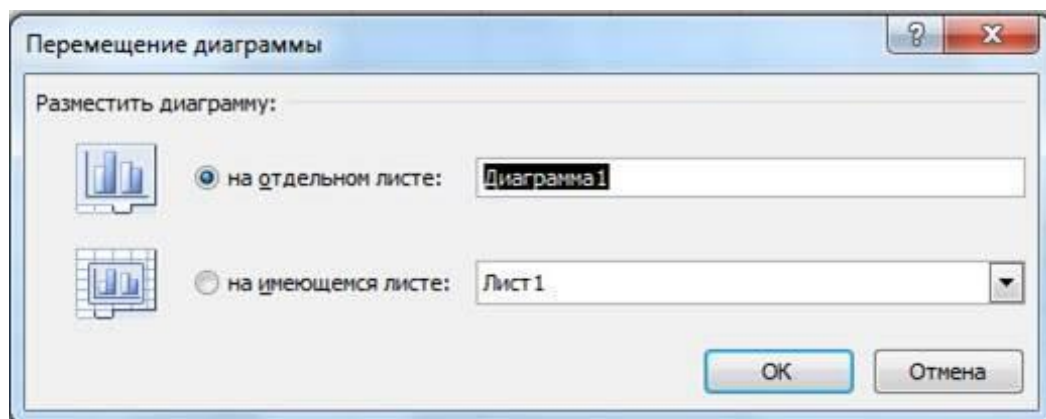 Перемещение диаграммы
?
Разместить диаграмму:
на отдельном листе: Диаграмма1
на имеющемся листе: Лист1
ОК Отмена